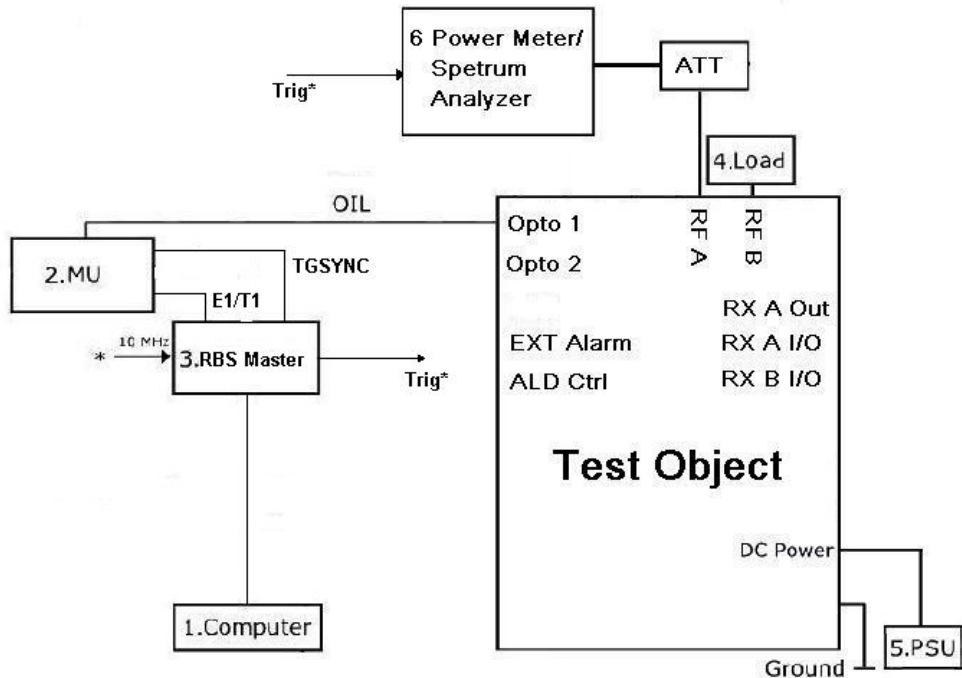 6 Power Meter/
Spetrum
Analyzer
ATT
Trig*
4.Load
OIL
Opto 1
RF A
RF B
2.MU
TGSYNC
Opto 2
E1/T1
RX A Out
* 10 MHz
3.RBS Master
EXT Alarm
RX A I/O
Trig*
ALD Ctrl
RX B I/O
Test Object
DC Power
1.Computer
5.PSU
Ground